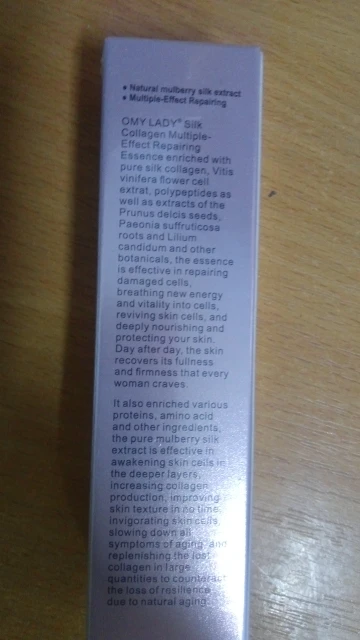 • Natural mulberry silk extract
• Multiple-Effect Repairing
OMY LADY® Silk
Collagen Multiple-
Effect Repairing
Essence enriched with
pure silk collagen, Vitis
vinifera flower cell
extrat, polypeptides as
well as extracts of the
Prunus delcis seeds,
Paeonia suffruticosa
roots and Lilium
candidum and other
botanicals, the essence
is effective in repairing
damaged cells,
breathing new energy
and vitality into cells,
reviving skin cells, and
deeply nourishing and
protecting your skin.
Day after day, the skin
recovers its fullness
and firmness that every
woman craves.
It also enriched various
proteins, amino acid
and other ingredients,
the pure mulberry silk
extract is effective in
awakening skin cells in
the deeper layers,
increasing collagen
production, improving
skin texture in no time,
invigorating skin cells,
slowing down all
symptoms of aging, and
replenishing the lost
collagen in large
quantities to counteract
the loss of resilience
due to natural aging.